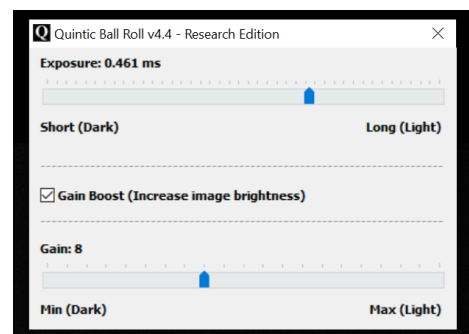 Q Quintic Ball Roll v4.4 - Research Edition
Exposure: 0.461 ms
Short (Dark) Long (Light)
Gain Boost (Increase image brightness)
Gain: 8
Min (Dark) Max (Light)